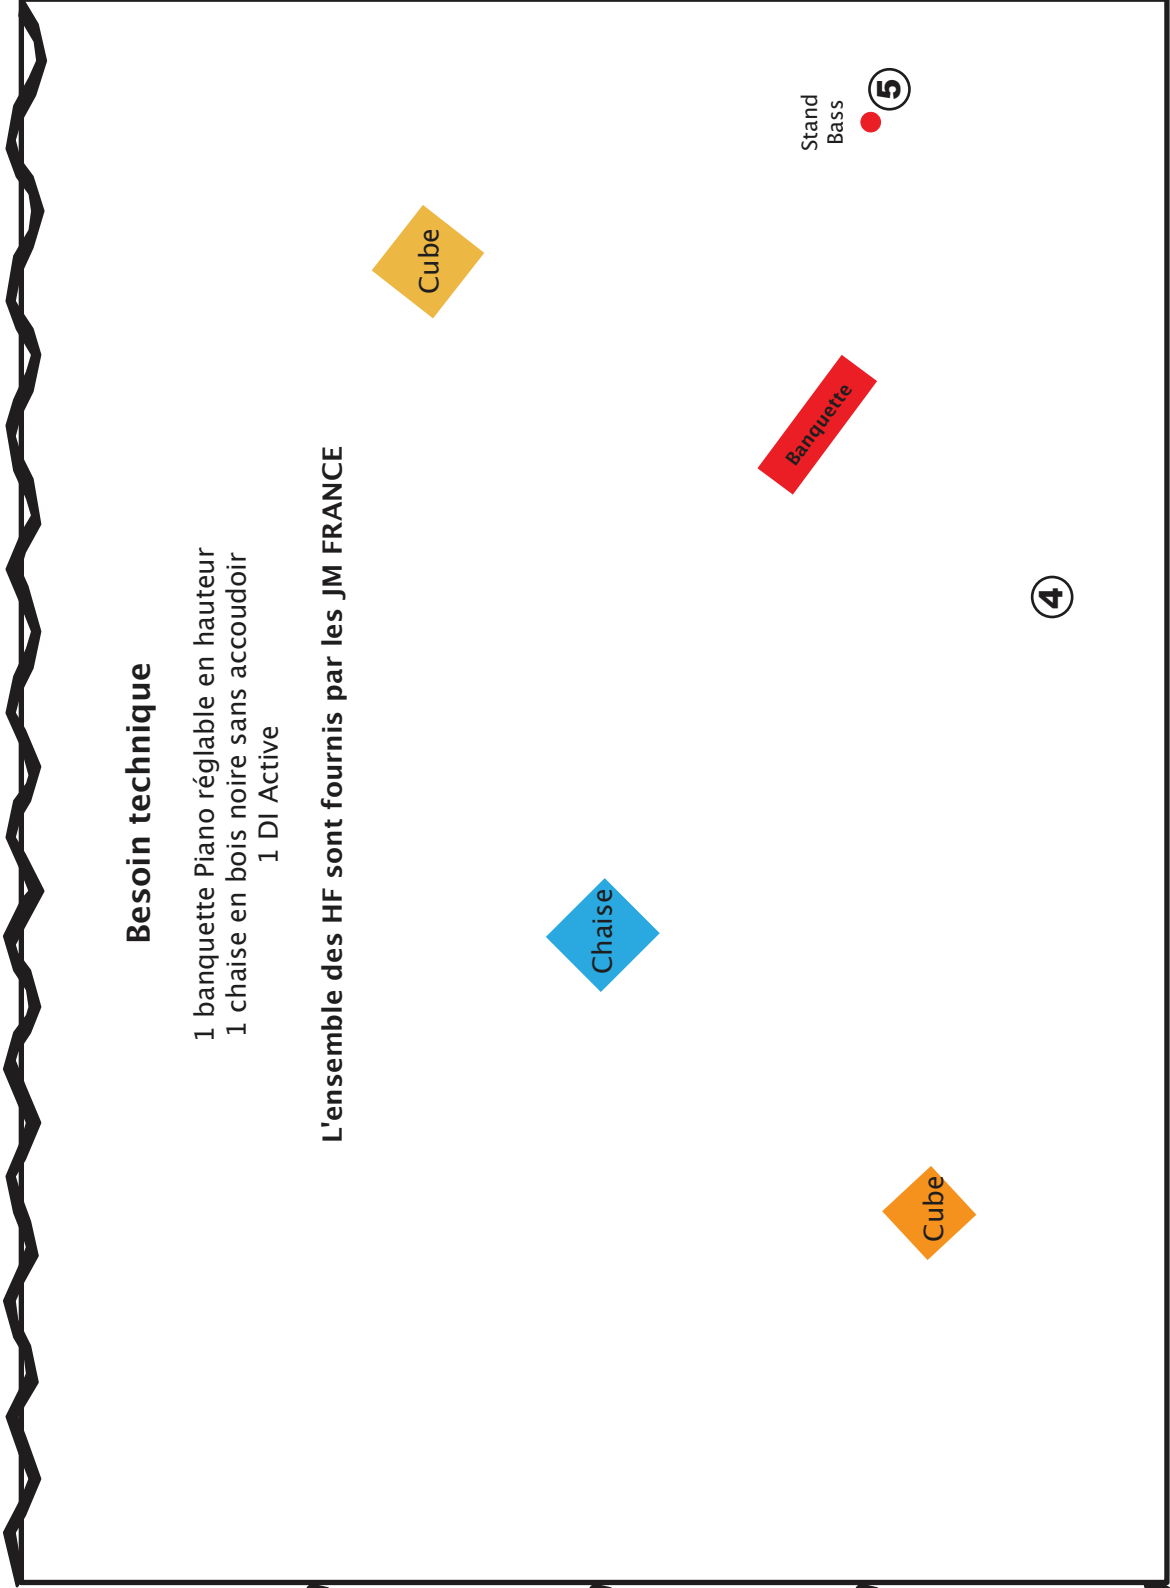 Besoin technique
1 banquette Piano réglable en hauteur
1 chaise en bois noire sans accoudoir
1 DI Active
L'ensemble des HF sont fournis par les JM FRANCE
Cube
Chaise
Stand
Bass
5
Banquette
Cube
4